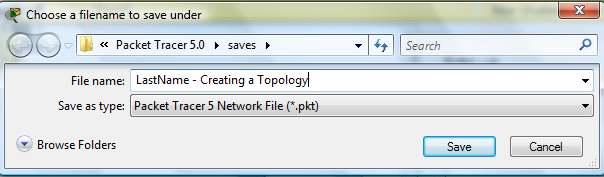 Choose a filename to save under
« Packet Tracer 5.0 ▸ saves ▸
Search
File name: LastName - Creating a Topology
Save as type: Packet Tracer 5 Network File (*.pkt)
Browse Folders
Save
Cancel